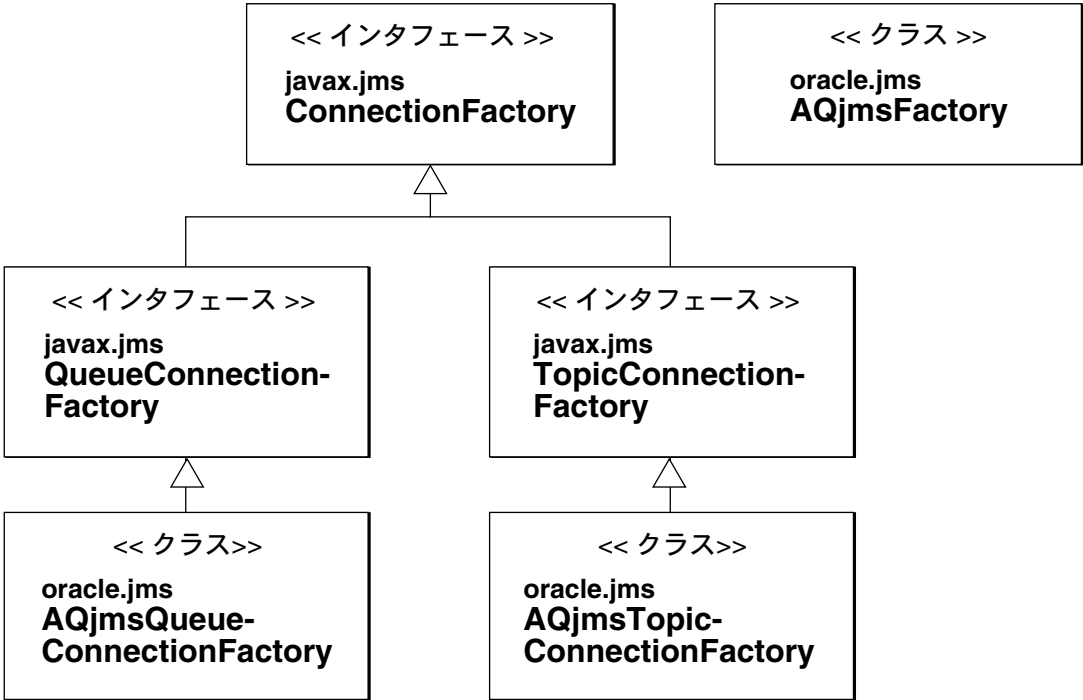 << インタフェース >>
javax.jms
ConnectionFactory
<< クラス >>
oracle.jms
AQjmsFactory
<< インタフェース >>
javax.jms
QueueConnection-
Factory
<< インタフェース >>
javax.jms
TopicConnection-
Factory
<< クラス>>
oracle.jms
AQjmsQueue-
ConnectionFactory
<< クラス>>
oracle.jms
AQjmsTopic-
ConnectionFactory